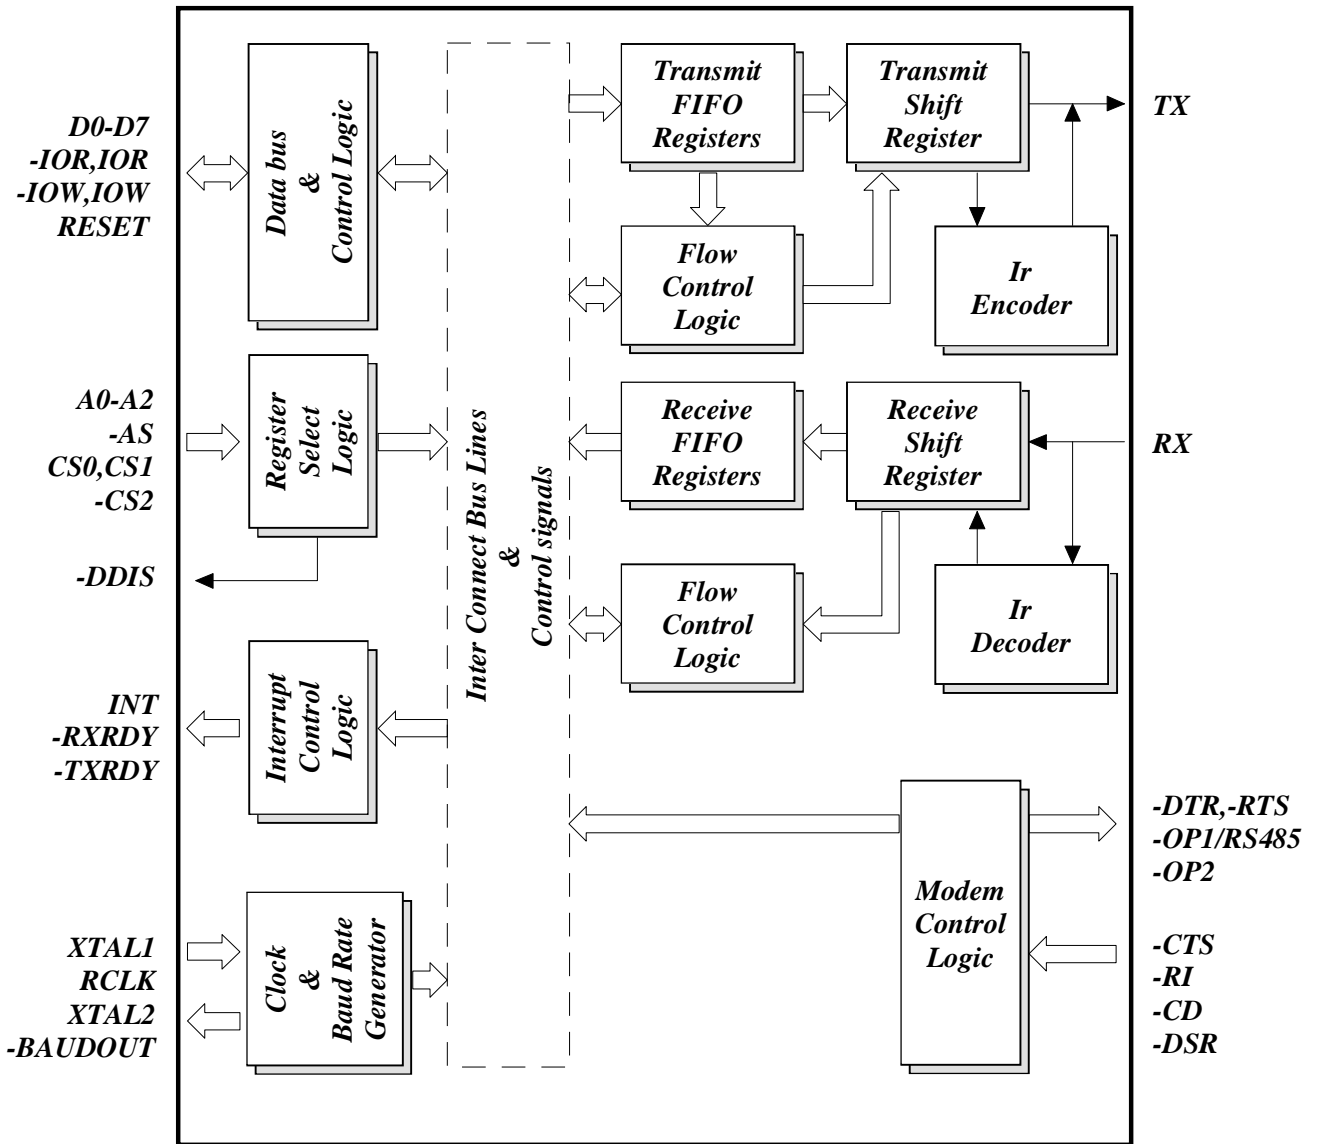 D0-D7
-IOR,IOR
-IOW,IOW
RESET
A0-A2
-AS
CS0,CS1
-CS2
-DDIS
INT
-RXRDY
-TXRDY
XTAL1
RCLK
XTAL2
-BAUDOUT
Data bus
&
Control Logic
Register
Select
Logic
Interrupt
Control
Logic
Clock
&
Baud Rate
Generator
Inter Connect Bus Lines
&
Control signals
Transmit
FIFO
Registers
Transmit
Shift
Register
Flow
Control
Logic
Ir
Encoder
Receive
FIFO
Registers
Receive
Shift
Register
Flow
Control
Logic
Ir
Decoder
Modem
Control
Logic
TX
RX
-DTR,-RTS
-OP1/RS485
-OP2
-CTS
-RI
-CD
-DSR